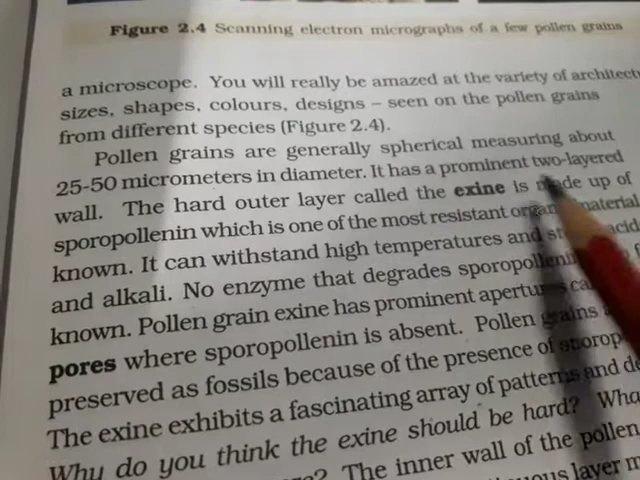 Figure 2.4 Scanning electron micrographs of a few pollen grains
a microscope. You will really be amazed at the variety of architectu
sizes, shapes, colours, designs – seen on the pollen grains
from different species (Figure 2.4).
Pollen grains are generally spherical measuring about
25-50 micrometers in diameter. It has a prominent two-layered
wall. The hard outer layer called the exine is made up of
sporopollenin which is one of the most resistant organic material
known. It can withstand high temperatures and acid
and alkali. No enzyme that degrades sporopollenin
known. Pollen grain exine has prominent apertures
pores where sporopollenin is absent. Pollen grains
preserved as fossils because of the presence of sporop
The exine exhibits a fascinating array of patterns and de
Why do you think the exine should be hard? Wha
The inner wall of the pollen
layer